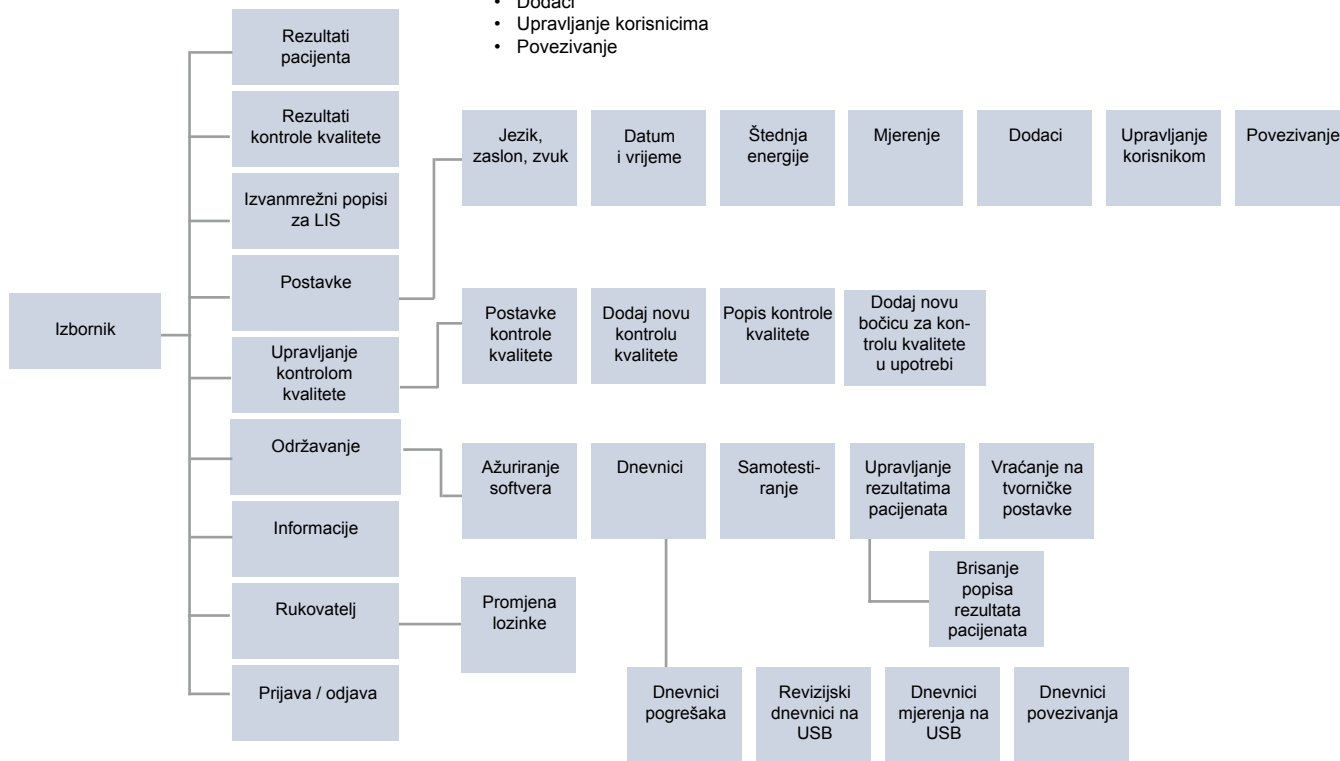 • Dodaci
• Upravljanje korisnicima
• Povezivanje
Rezultati
pacijenta
Rezultati
kontrole kvalitete
Izvanmrežni popisi
za LIS
Postavke
Izbornik
Upravljanje
kontrolom
kvalitete
Održavanje
Informacije
Rukovatelj
Prijava / odjava
Jezik,
zaslon, zvuk
Datum
i vrijeme
Štednja
energije
Mjerenje
Dodaci
Upravljanje
korisnikom
Povezivanje
Postavke
kontrole
kvalitete
Dodaj novu
kontrolu
kvalitete
Popis kontrole
kvalitete
Dodaj novu
bočicu za kon-
trolu kvalitete
u upotrebi
Ažuriranje
softvera
Dnevnici
Samotesti-
ranje
Upravljanje
rezultatima
pacijenata
Vraćanje na
tvorničke
postavke
Brisanje
popisa
rezultata
pacijenata
Promjena
lozinke
Dnevnici
pogrešaka
Revizijski
dnevnici na
USB
Dnevnici
mjerenja na
USB
Dnevnici
povezivanja